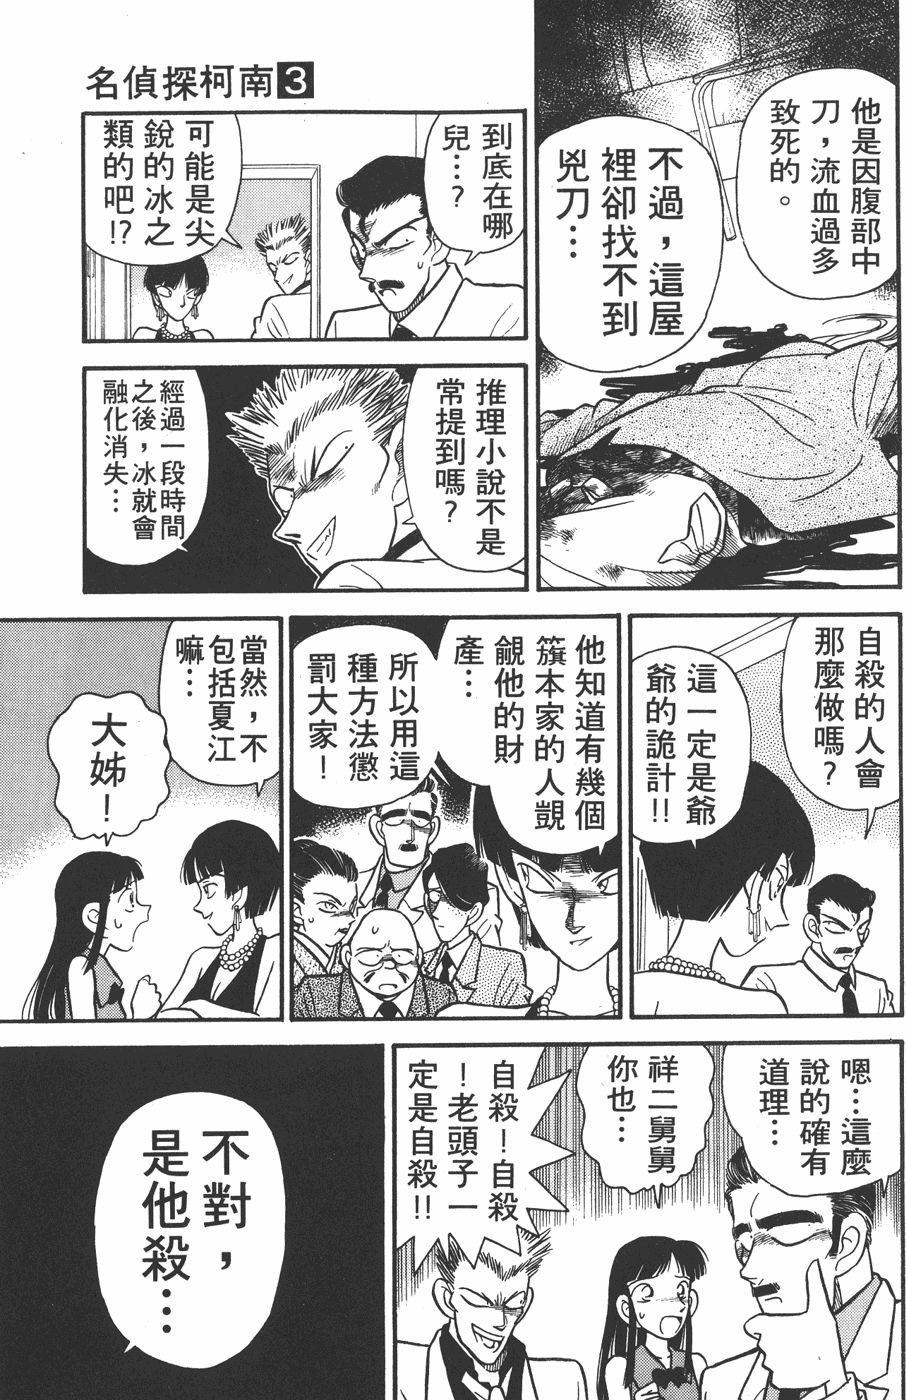 名偵探柯南3
他是因腹部中
刀，流血過多
致死的。
不過，這屋
裡卻找不到
兇刀…
到底在哪
兒…？
可能是尖
銳的冰之
類的吧!?
推理小說不是
常提到嗎？
經過一段時間
之後，冰就會
融化消失…
自殺的人會
那麼做嗎？
這一定是爺
爺的詭計!!
他知道有幾個
籏本家的人覬
覦他的財
產…
所以用這
種方法懲
罰大家！
當然，不
包括夏江
嘛…
大姊！
嗯…這麼
說的確有
道理…
祥二舅舅
你也…
自殺！自殺
！老頭子一
定是自殺!!
不對，
是他殺…